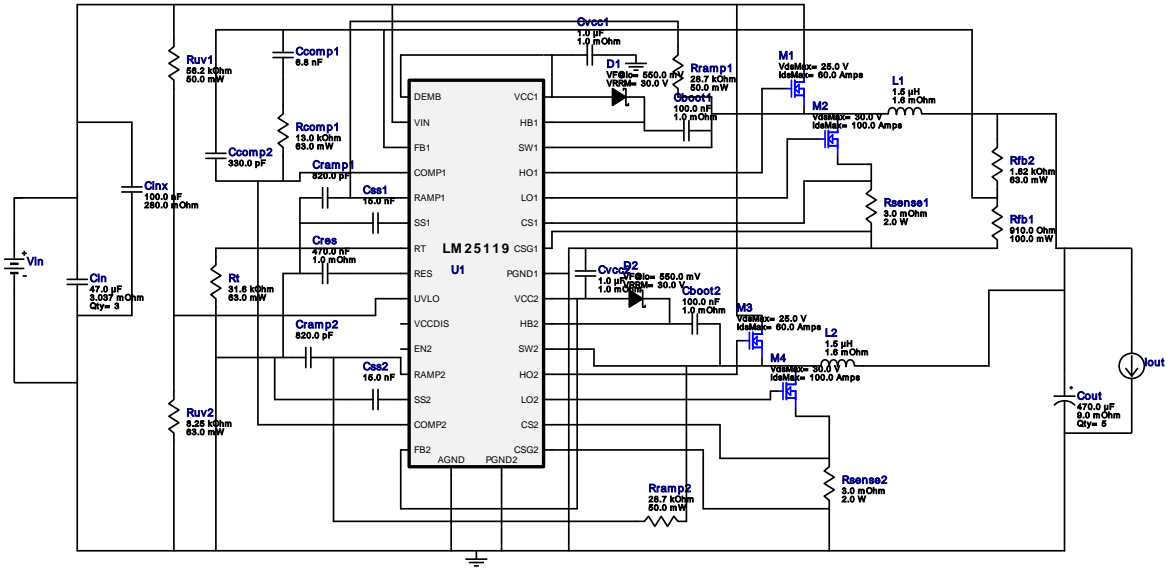 Cvcc1
1.0 µF
1.0 mOhm
D1
VF@Io= 550.0 mV
VRRM= 30.0 V
Rramp1
28.7 kOhm
50.0 mW
Cboot1
100.0 nF
1.0 mOhm
M1
VdsMax= 25.0 V
IdsMax= 60.0 Amps
M2
VdsMax= 30.0 V
IdsMax= 100.0 Amps
L1
1.5 µH
1.6 mOhm
Ruv1
56.2 kOhm
50.0 mW
Ccomp1
6.8 nF
Rcomp1
13.0 kOhm
63.0 mW
Ccomp2
330.0 pF
Cramp1
820.0 pF
Css1
15.0 nF
Cinx
100.0 nF
280.0 mOhm
Cres
470.0 nF
1.0 mOhm
Vin
Cin
47.0 µF
3.037 mOhm
Qty= 3
Rt
31.6 kOhm
63.0 mW
Cramp2
820.0 pF
Css2
15.0 nF
Ruv2
8.25 kOhm
63.0 mW
DEMB
VIN
FB1
COMP1
RAMP1
SS1
RT
RES
UVLO
VCCDIS
EN2
RAMP2
SS2
COMP2
FB2
AGND
PGND2
LM25119
U1
VCC1
HB1
SW1
HO1
LO1
CS1
CSG1
PGND1
VCC2
HB2
SW2
HO2
LO2
CS2
CSG2
Rfb2
1.82 kOhm
63.0 mW
Rfb1
910.0 Ohm
100.0 mW
Rsense1
3.0 mOhm
2.0 W
Cvcc2
1.0 µF
1.0 mOhm
D2
VF@Io= 550.0 mV
VRRM= 30.0 V
Cboot2
100.0 nF
1.0 mOhm
M3
VdsMax= 25.0 V
IdsMax= 60.0 Amps
M4
VdsMax= 30.0 V
IdsMax= 100.0 Amps
L2
1.5 µH
1.6 mOhm
Iout
Cout
470.0 µF
9.0 mOhm
Qty= 5
Rsense2
3.0 mOhm
2.0 W
Rramp2
28.7 kOhm
50.0 mW